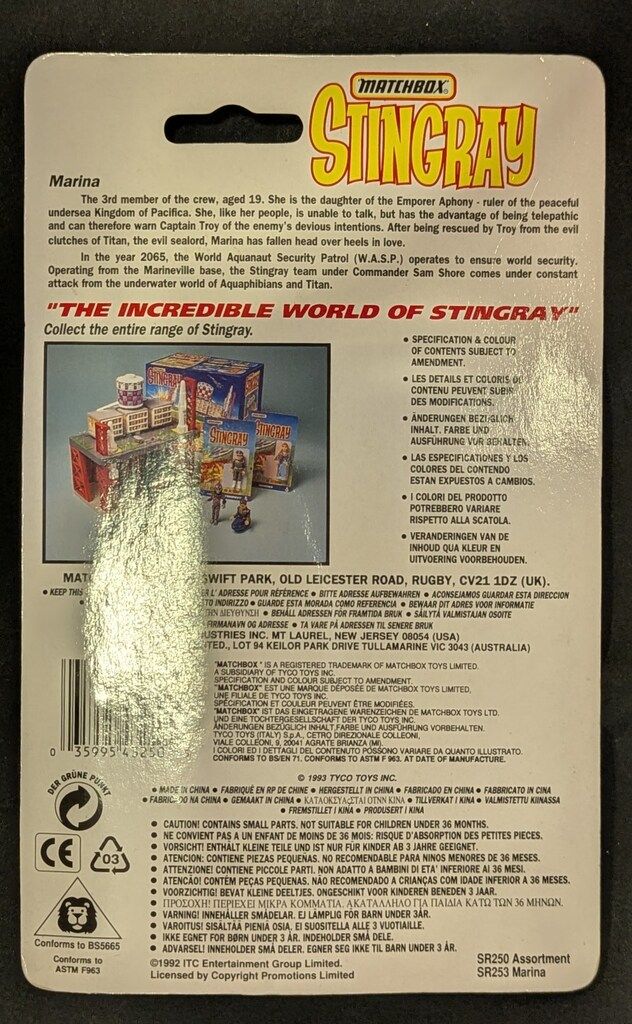 MATCHBOX
STINGRAY
Marina
The 3rd member of the crew, aged 19. She is the daughter of the Emporer Aphony - ruler of the peaceful
undersea Kingdom of Pacifica. She, like her people, is unable to talk, but has the advantage of being telepathic
and can therefore warn Captain Troy of the enemy's devious intentions. After being rescued by Troy from the evil
clutches of Titan, the evil sealord, Marina has fallen head over heels in love.
In the year 2065, the World Aquanaut Security Patrol (W.A.S.P.) operates to ensure world security.
Operating from the Marineville base, the Stingray team under Commander Sam Shore comes under constant
attack from the underwater world of Aquaphibians and Titan.
"THE INCREDIBLE WORLD OF STINGRAY"
Collect the entire range of Stingray.
STINGRAY
STINGRAY
STINGRAY
• SPECIFICATION & COLOUR
OF CONTENTS SUBJECT TO
AMENDMENT.
• LES DETAILS ET COLORIS DU
CONTENU PEUVENT SUBIR
DES MODIFICATIONS.
• ÄNDERUNGEN BEZÜGLICH
INHALT. FARBE UND
AUSFÜHRUNG VOR BEHALTEN.
• LAS ESPECIFICATIONES Y LOS
COLORES DEL CONTENDO
ESTAN EXPUESTOS A CAMBIOS.
• I COLORI DEL PRODOTTO
POTREBBERO VARIARE
RISPETTO ALLA SCATOLA.
• VERANDERINGEN VAN DE
INHOUD QUA KLEUR EN
UITVOERING VOORBEHOUDEN.
SWIFT PARK, OLD LEICESTER ROAD, RUGBY, CV21 1DZ (UK).
• KEEP THIS L' ADRESSE POUR RÉFÉRENCE • BITTE ADRESSE AUFBEWAHREN • ACONSEJAMOS GUARDAR ESTA DIRECCION
INDIRIZZO • GUARDE ESTA MORADA COMO REFERENCIA • BEWAAR DIT ADRES VOOR INFORMATIE
ΔΙΕΥΘΥΝΣΗ • BEHÅLL ADRESSEN FÖR FRAMTIDA BRUK • SÄILYTÄ VALMISTAJAN OSOITE
FIRMANAVN OG ADRESSE • TA VARE PÅ ADRESSEN TIL SENERE BRUK
INC. MT LAUREL, NEW JERSEY 08054 (USA)
LOT 94 KEILOR PARK DRIVE TULLAMARINE VIC 3043 (AUSTRALIA)
"MATCHBOX" IS A REGISTERED TRADEMARK OF MATCHBOX TOYS LIMITED.
A SUBSIDIARY OF TYCO TOYS INC.
SPECIFICATION AND COLOUR SUBJECT TO AMENDMENT.
"MATCHBOX" EST UNE MARQUE DÉPOSÉE DE MATCHBOX TOYS LIMITED,
UNE FILIALE DE TYCO TOYS INC.
SPÉCIFICATION ET COULEUR PEUVENT ÊTRE MODIFIÉES.
"MATCHBOX" IST DAS EINGETRAGENE WARENZEICHEN DE MATCHBOX TOYS LTD.
UND EINE TOCHTERGESELLSCHAFT DER TYCO TOYS INC.
ÄNDERUNGEN BEZÜGLICH INHALT,FARBE UND AUSFÜHRUNG VORBEHALTEN.
TYCO TOYS (ITALY) S.p.A., CETRO DIREZIONALE COLLEONI,
VIALE COLLEONI, 9, 20041 AGRATE BRIANZA (MI).
I COLORI ED I DETTAGLI DEL CONTENUTO POSSONO VARIARE DA QUANTO ILLUSTRATO.
CONFORMS TO BS/EN 71. CONFORMS TO ASTM F 963. AT DATE OF MANUFACTURE.
0 35995
© 1993 TYCO TOYS INC.
DER GRÜNE PUNKT
• MADE IN CHINA • FABRIQUÉ EN RP DE CHINE • HERGESTELLT IN CHINA • FABRICADO EN CHINA • FABBRICATO IN CINA
• FABRICADO NA CHINA • GEMAAKT IN CHINA • ΚΑΤΑΣΚΕΥΑΣΤΑΙ ΟΤΗΝ ΚΙΝΑ • TILLVERKAT I KINA • VALMISTETTU KIINASSA
• FREMSTILLET I KINA • PRODUSERT I KINA
• CAUTION! CONTAINS SMALL PARTS. NOT SUITABLE FOR CHILDREN UNDER 36 MONTHS.
• NE CONVIENT PAS A UN ENFANT DE MOINS DE 36 MOIS: RISQUE D'ABSORPTION DES PETITES PIECES.
• VORSICHT! ENTHÄLT KLEINE TEILE UND IST NUR FÜR KINDER AB 3 JAHRE GEEIGNET.
• ATENCION: CONTIENE PIEZAS PEQUEÑAS. NO RECOMENDABLE PARA NINOS MENORES DE 36 MESES.
• ATTENZIONE! CONTIENE PICCOLE PARTI. NON ADATTO A BAMBINI DI ETA' INFERIORE AI 36 MESI.
• ATENCÃO! CONTÉM PEÇAS PEQUENAS. NÃO RECOMENDADO A CRIANÇAS COM IDADE INFERIOR A 36 MESES.
• VOORZICHTIG! BEVAT KLEINE DEELTJES. ONGESCHIKT VOOR KINDEREN BENEDEN 3 JAAR.
• ΠΡΟΣΟΧΗ! ΠΕΡΙΕΧΕΙ ΜΙΚΡΑ ΚΟΜΜΑΤΙΑ. ΑΚΑΤΑΛΛΗΛΟ ΓΙΑ ΠΑΙΔΙΑ ΚΑΤΩ ΤΩΝ 36 ΜΗΝΩΝ.
• VARNING! INNEHÅLLER SMÅDELAR. EJ LÄMPLIG FÖR BARN UNDER 3ÅR.
• VAROITUS! SISÄLTÄÄ PIENIÄ OSIA. EI SUOSITELLA ALLE 3 VUOTIAILLE.
• IKKE EGNET FOR BØRN UNDER 3 ÅR. INDEHOLDER SMÅ DELE.
• ADVARSEL! INNEHOLDER SMÅ DELER. EGNER SEG IKKE TIL BARN UNDER 3 ÅR.
CE
03
Conforms to BS5665
Conforms to
ASTM F963
©1992 ITC Entertainment Group Limited.
Licensed by Copyright Promotions Limited
SR250 Assortment
SR253 Marina